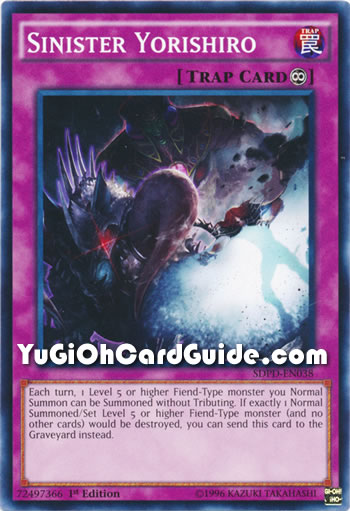 SINISTER YORISHIRO
TRAP
罠
[TRAP CARD∞]
YuGiOhCardGuide.com
SDPD-EN038
Each turn, 1 Level 5 or higher Fiend-Type monster you Normal
Summon can be Summoned without Tributing. If exactly 1 Normal
Summoned/Set Level 5 or higher Fiend-Type monster (and no
other cards) would be destroyed, you can send this card to the
Graveyard instead.
72497366 1st Edition ©1996 KAZUKI TAKAHASHI